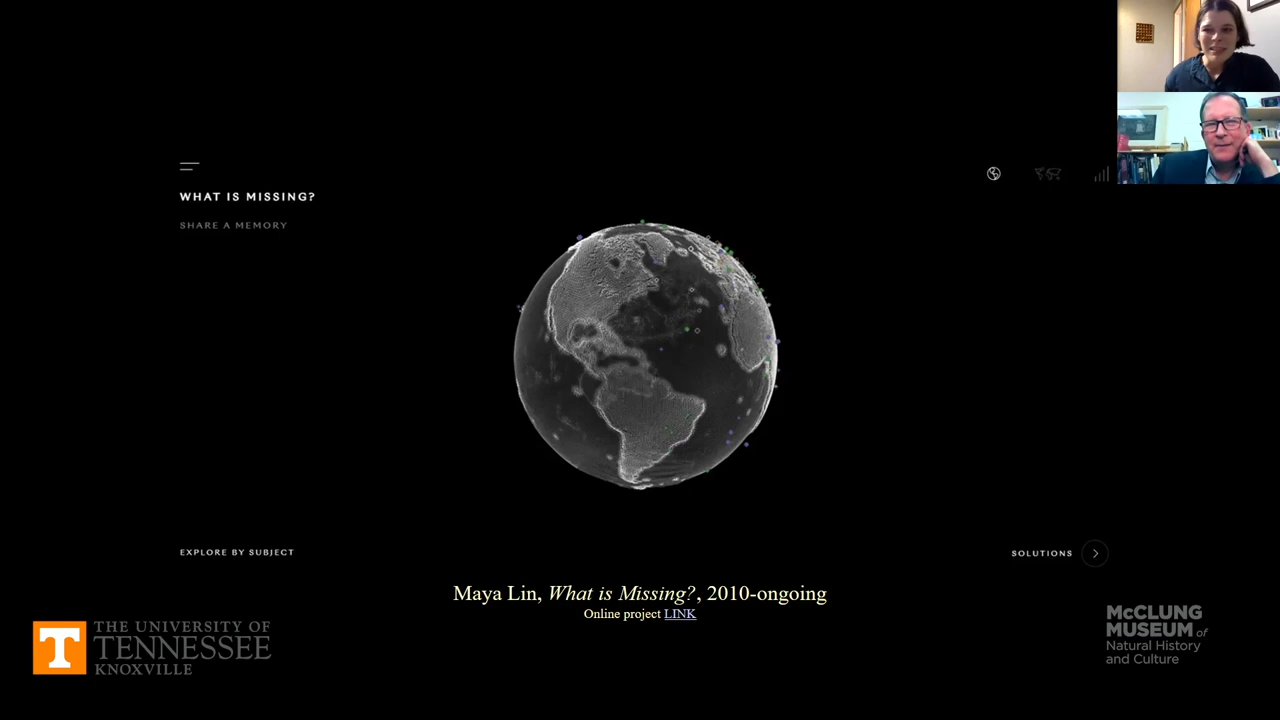 WHAT IS MISSING?
SHARE A MEMORY
EXPLORE BY SUBJECT
SOLUTIONS
Maya Lin, What is Missing?, 2010-ongoing
Online project LINK
T
THE UNIVERSITY OF
TENNESSEE
KNOXVILLE
McCLUNG
MUSEUM of
Natural History
and Culture